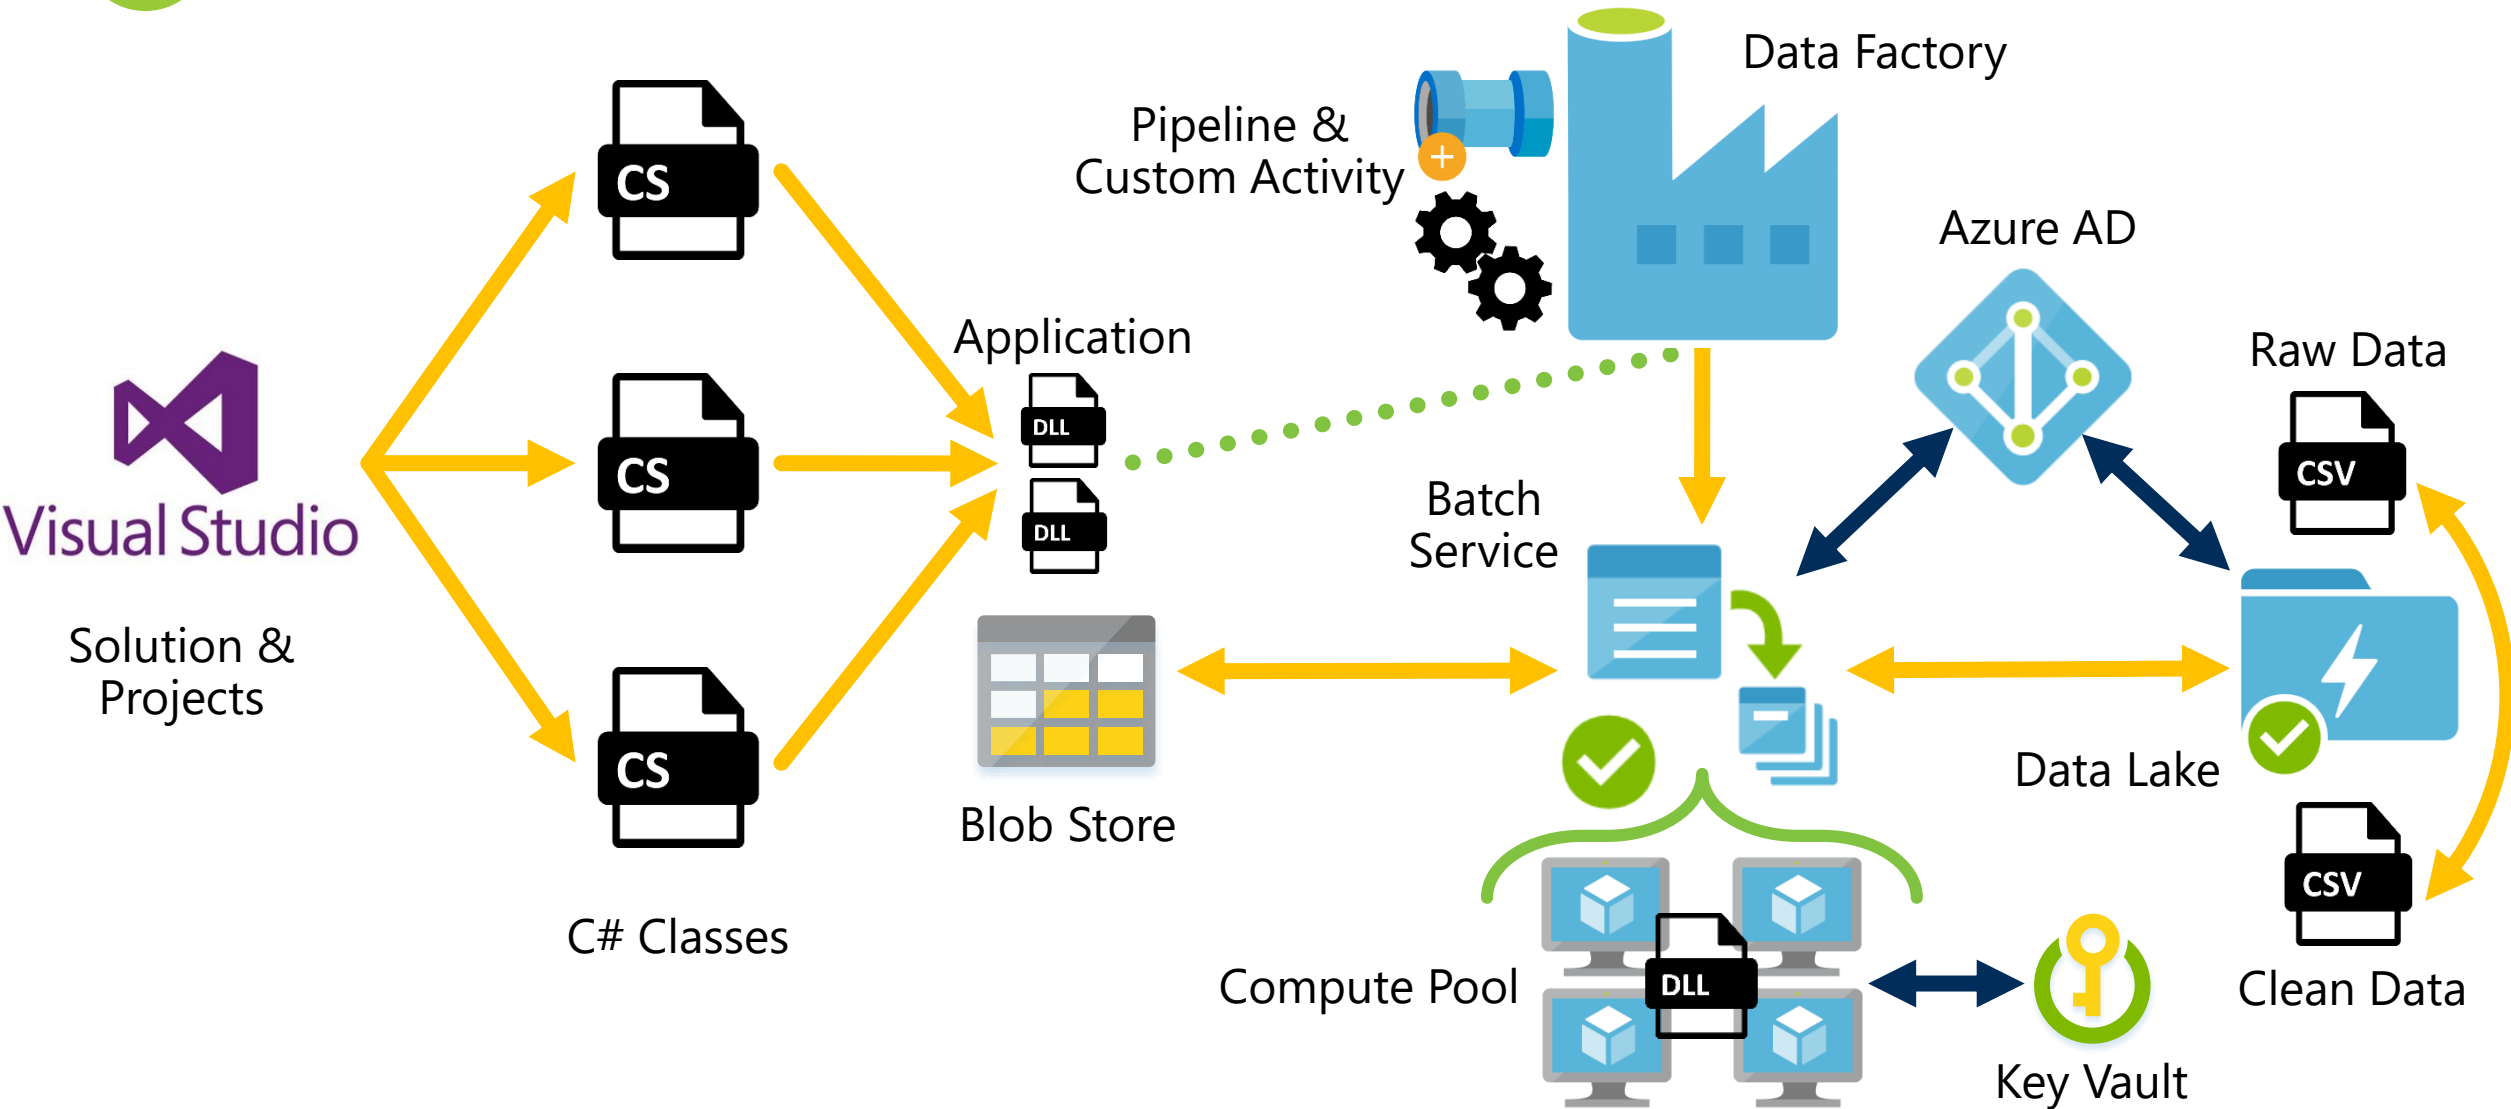 Data Factory
Pipeline &
Custom Activity
CS
Azure AD
Application
Raw Data
DLL
CS
CSV
Batch
Service
DLL
Visual Studio
Solution &
Projects
CS
Blob Store
Data Lake
CSV
C# Classes
Compute Pool
DLL
Clean Data
Key Vault